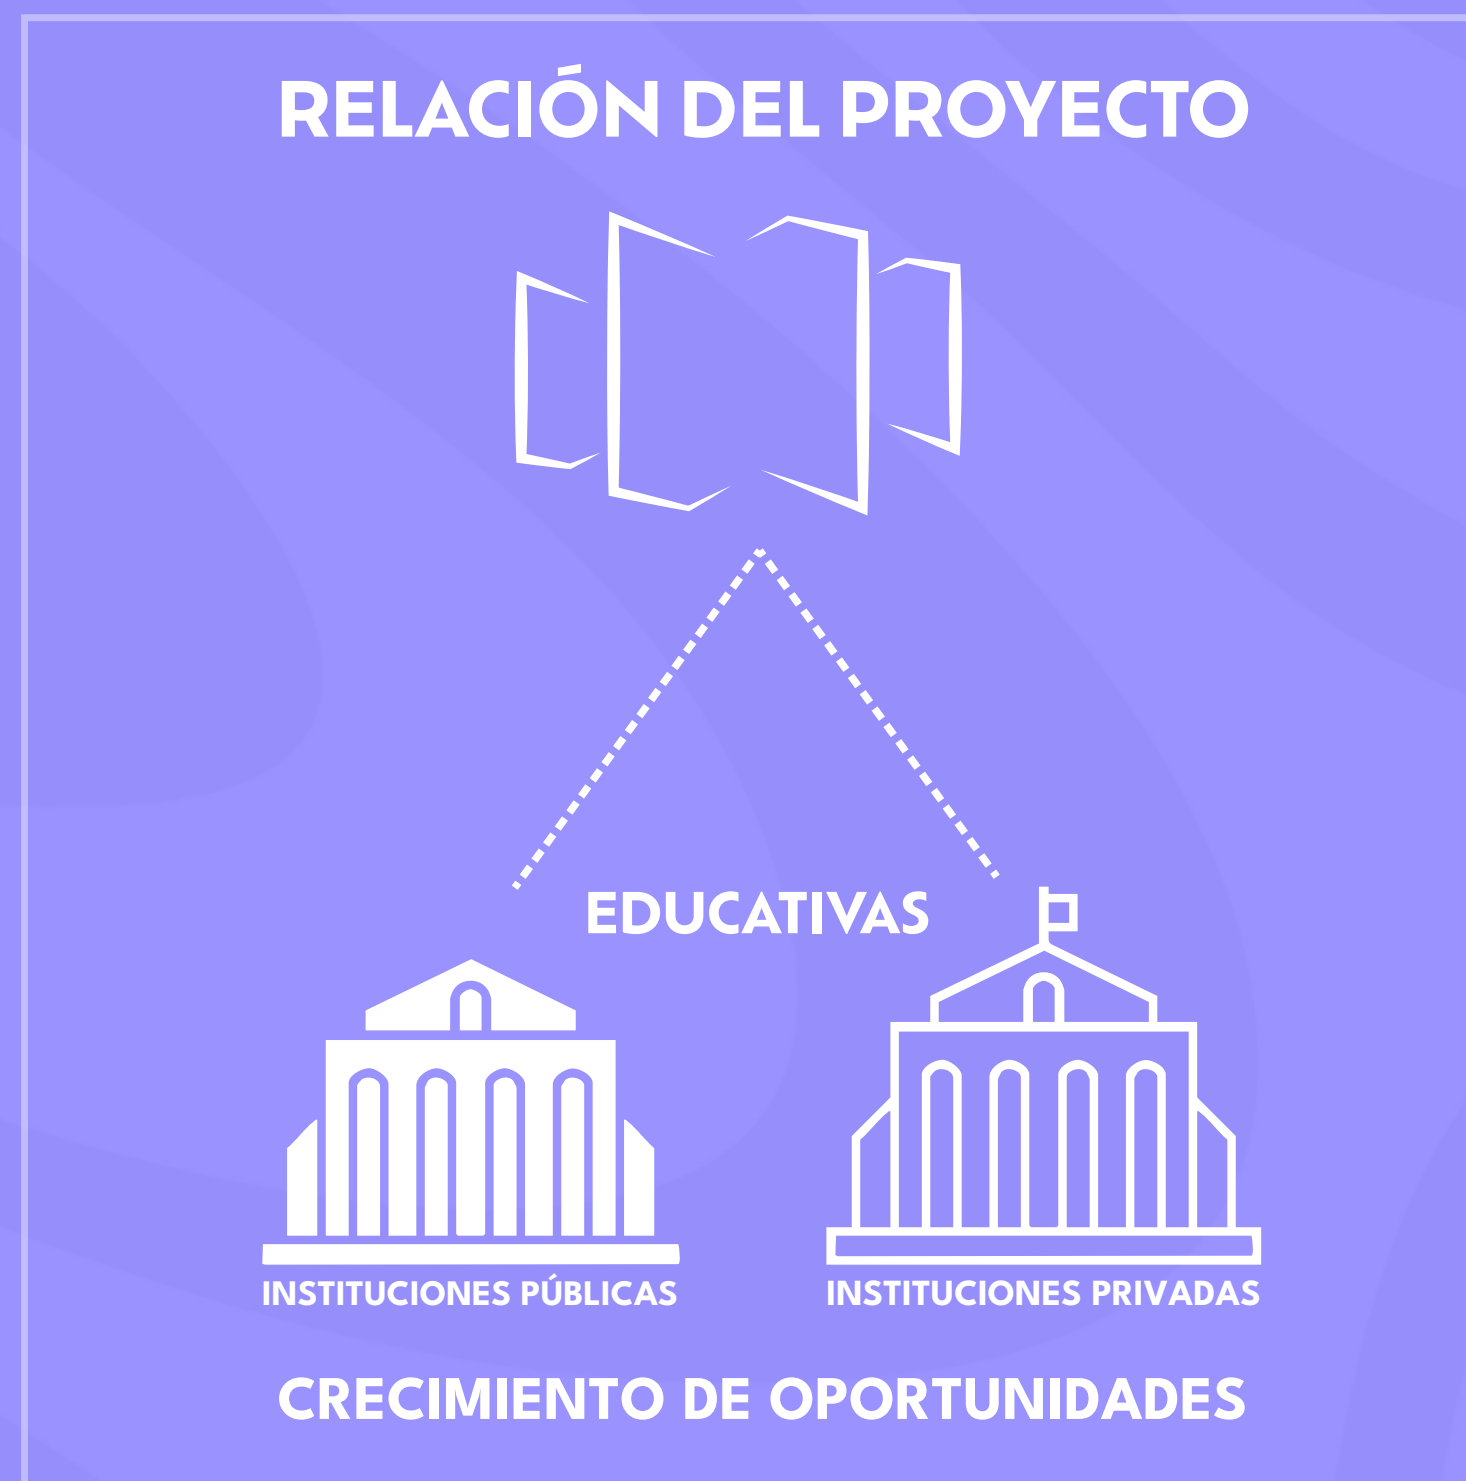 RELACIÓN DEL PROYECTO
EDUCATIVAS
INSTITUCIONES PÚBLICAS
INSTITUCIONES PRIVADAS
CRECIMIENTO DE OPORTUNIDADES